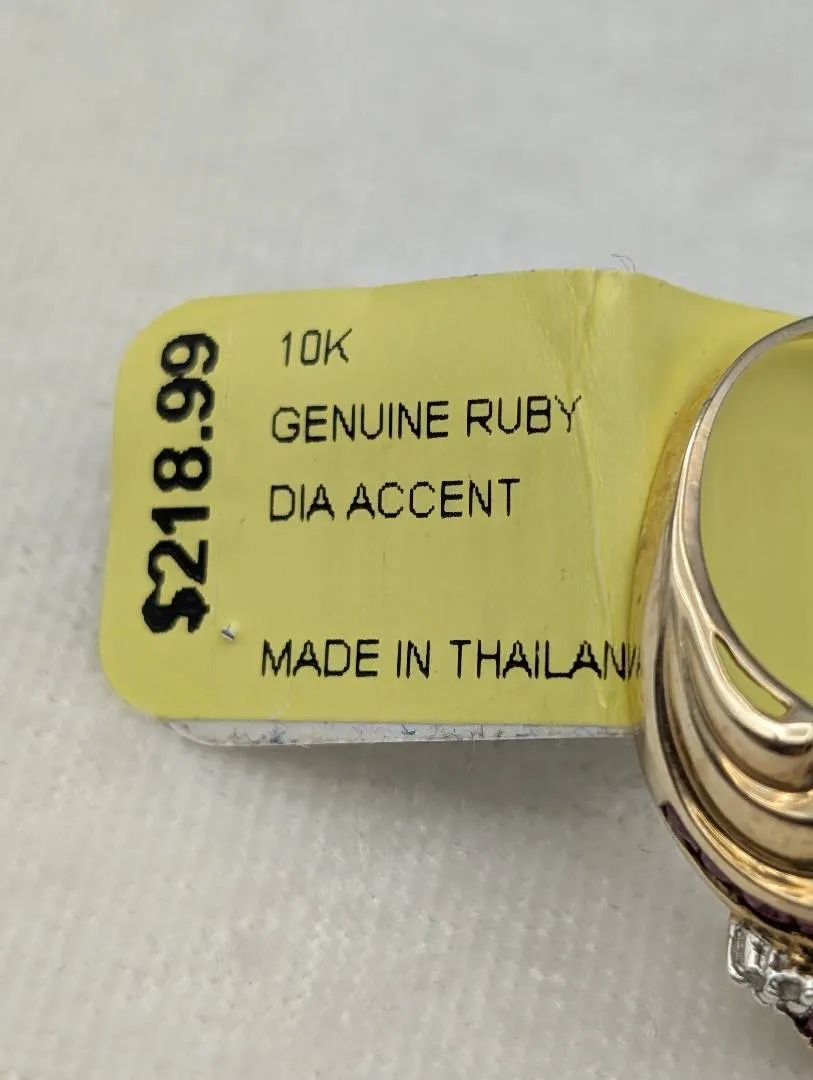 $218.99
10K
GENUINE RUBY
DIA ACCENT
MADE IN THAILAN